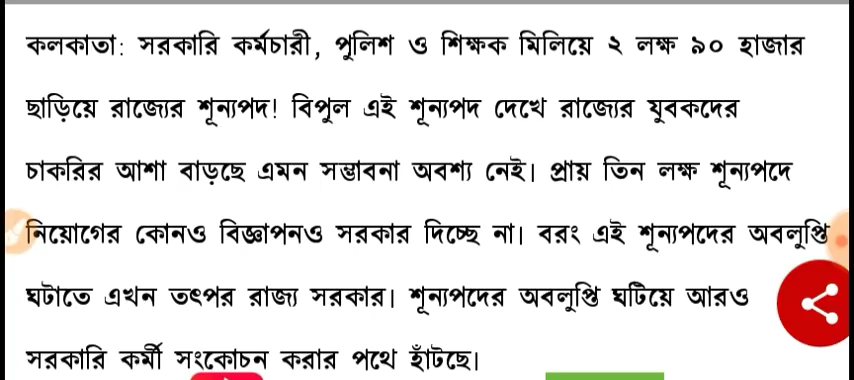 কলকাতা: সরকারি কর্মচারী, পুলিশ ও শিক্ষক মিলিয়ে ২ লক্ষ ৯০ হাজার
ছাড়িয়ে রাজ্যের শূন্যপদ! বিপুল এই শূন্যপদ দেখে রাজ্যের যুবকদের
চাকরির আশা বাড়ছে এমন সম্ভাবনা অবশ্য নেই। প্রায় তিন লক্ষ শূন্যপদে
নিয়োগের কোনও বিজ্ঞাপনও সরকার দিচ্ছে না। বরং এই শূন্যপদের অবলুপ্তি
ঘটাতে এখন তৎপর রাজ্য সরকার। শূন্যপদের অবলুপ্তি ঘটিয়ে আরও
সরকারি কর্মী সংকোচন করার পথে হাঁটছে।